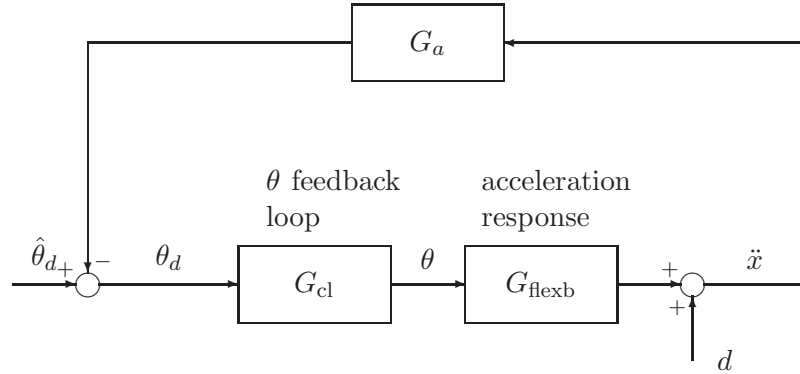 G_a
θ feedback
loop
acceleration
response
θ̂_d
+
−
θ_d
G_cl
θ
G_flexb
+
+
ẍ
d